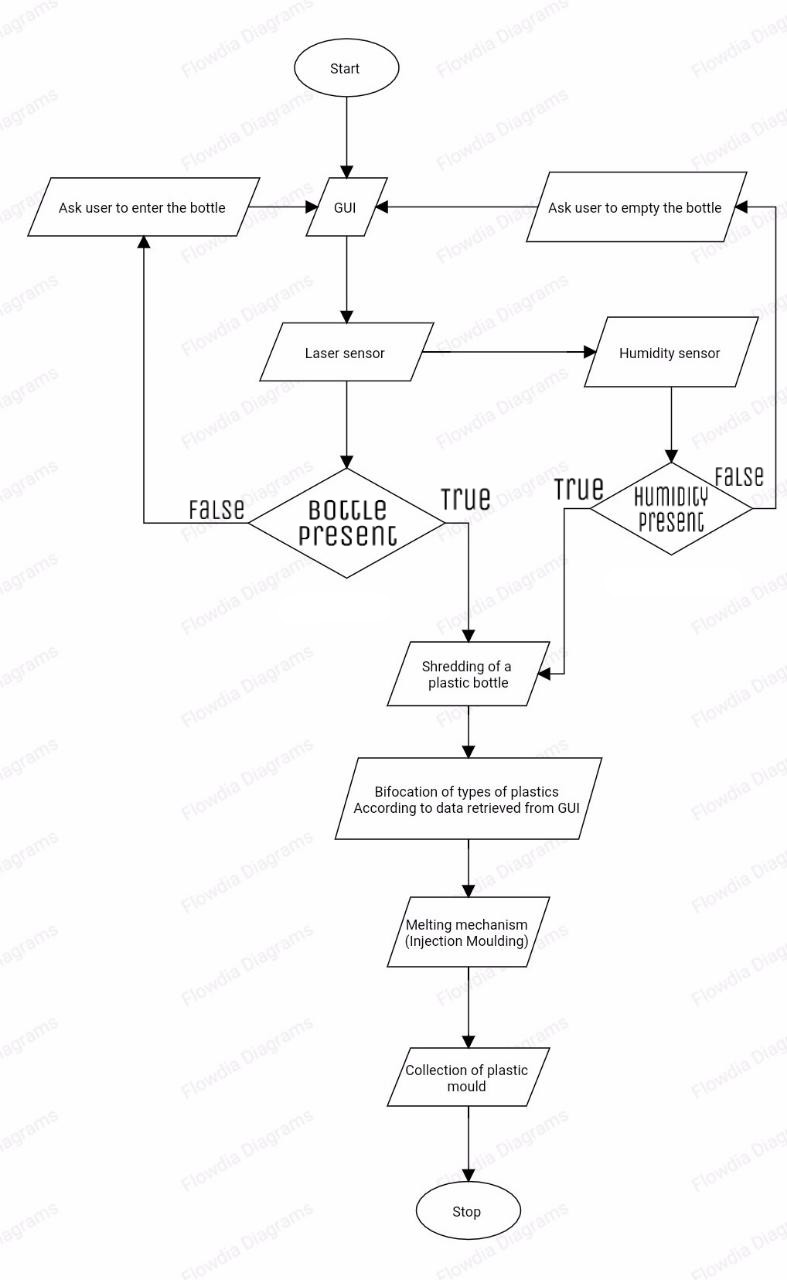 Start
Ask user to enter the bottle
GUI
Ask user to empty the bottle
Laser sensor
Humidity sensor
False
Bottle
Present
True
True
Humidity
Present
False
Shredding of a
plastic bottle
Bifocation of types of plastics
According to data retrieved from GUI
Melting mechanism
(Injection Moulding)
Collection of plastic
mould
Stop
Flowdia Diagrams